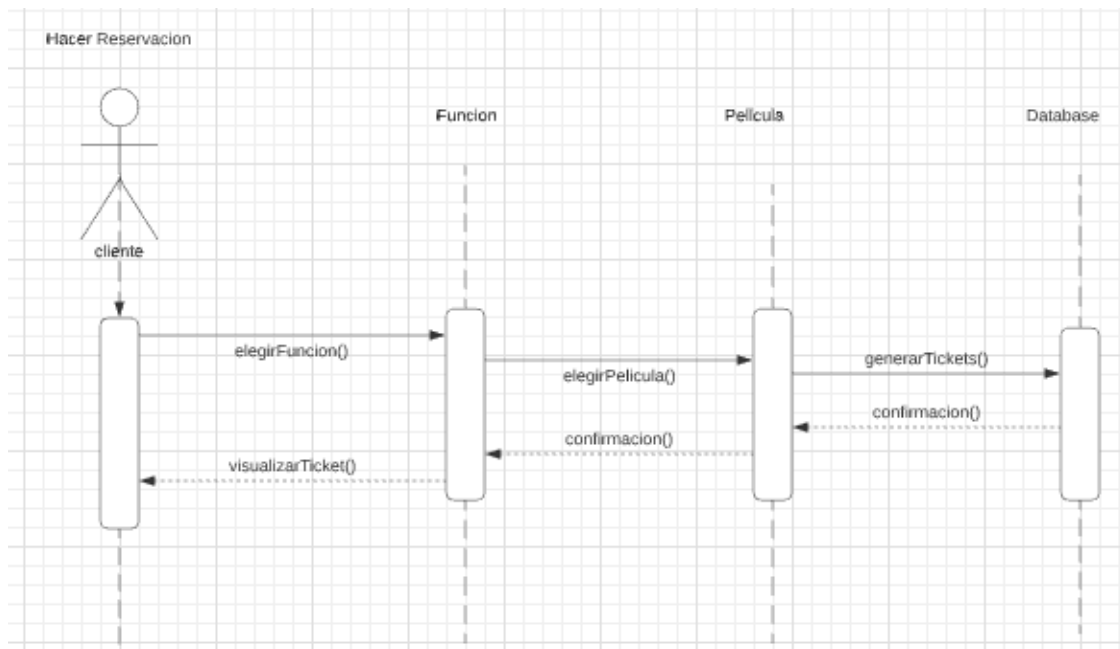 Hacer Reservacion
Funcion
Pelicula
Database
cliente
elegirFuncion()
elegirPelicula()
generarTickets()
confirmacion()
confirmacion()
visualizarTicket()